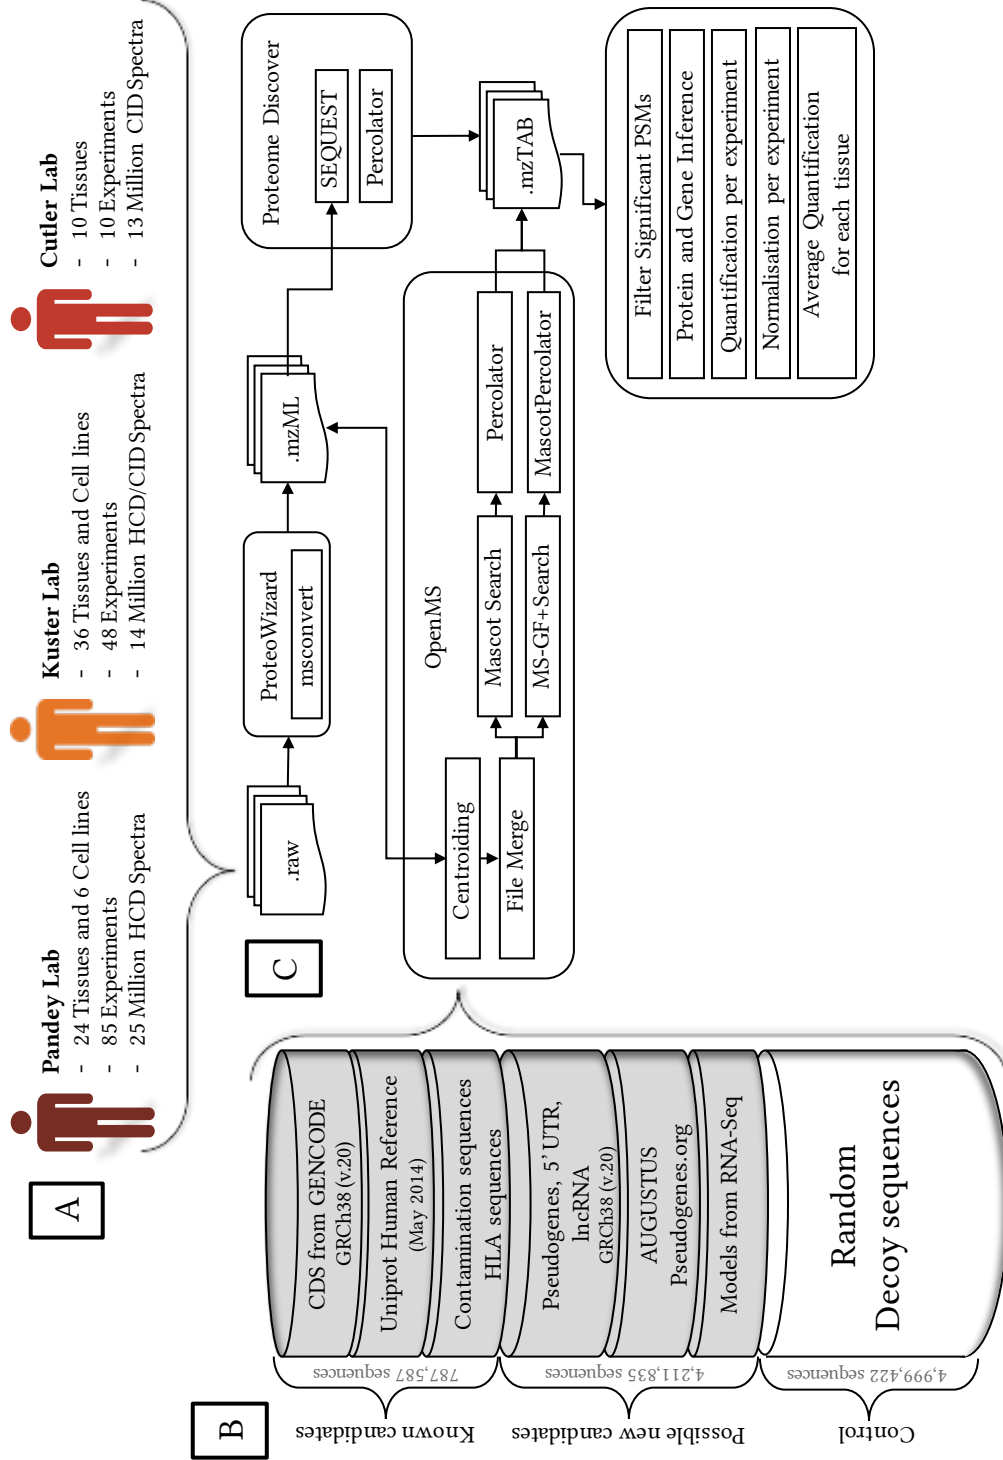 A
Pandey Lab
- 24 Tissues and 6 Cell lines
- 85 Experiments
- 25 Million HCD Spectra
Kuster Lab
- 36 Tissues and Cell lines
- 48 Experiments
- 14 Million HCD/CID Spectra
Cutler Lab
- 10 Tissues
- 10 Experiments
- 13 Million CID Spectra
B
Known candidates
787,587 sequences
CDS from GENCODE
GRCh38 (v.20)
Uniprot Human Reference
(May 2014)
Contamination sequences
HLA sequences
Possible new candidates
4,211,835 sequences
Pseudogenes, 5' UTR,
lncRNA
GRCh38 (v.20)
AUGUSTUS
Pseudogenes.org
Models from RNA-Seq
Control
4,999,422 sequences
Random
Decoy sequences
C
.raw
ProteoWizard
msconvert
.mzML
Proteome Discover
SEQUEST
Percolator
OpenMS
Centroiding
File Merge
Mascot Search
MS-GF+Search
Percolator
MascotPercolator
.mzTAB
Filter Significant PSMs
Protein and Gene Inference
Quantification per experiment
Normalisation per experiment
Average Quantification
for each tissue